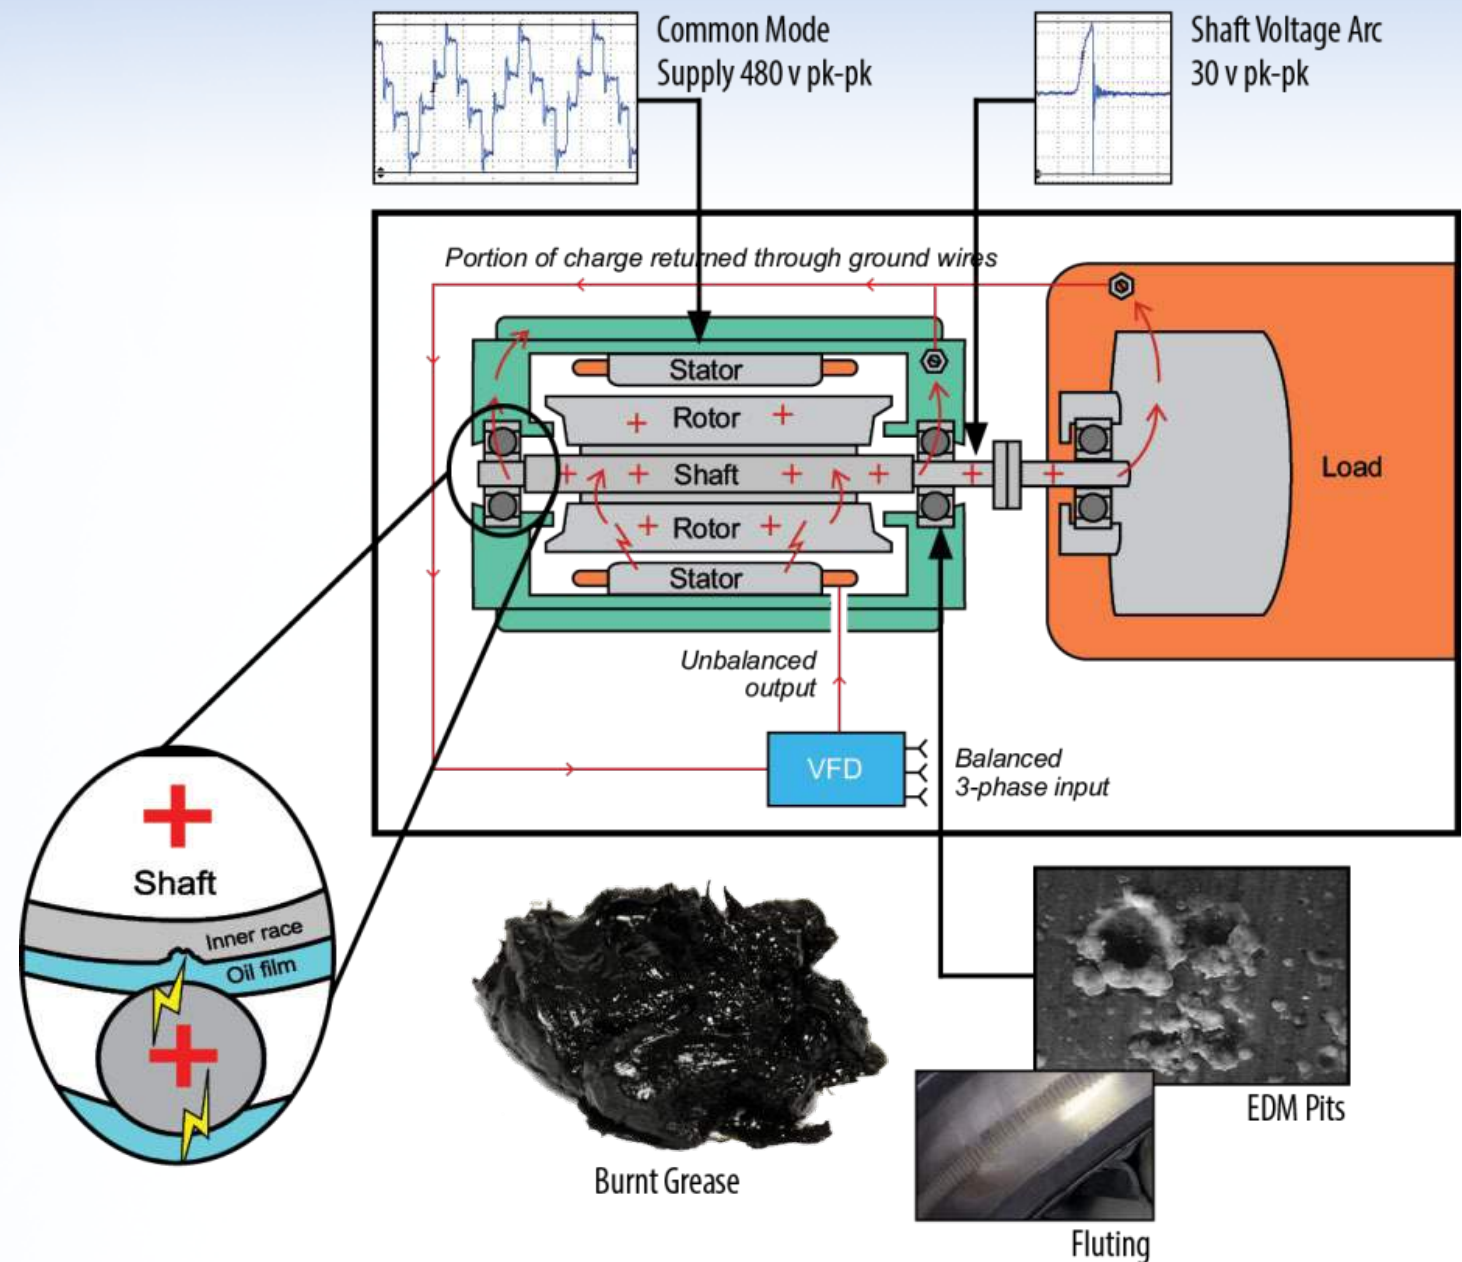 Common Mode
Supply 480 v pk-pk
Shaft Voltage Arc
30 v pk-pk
Portion of charge returned through ground wires
Stator
Rotor
Shaft
Load
Rotor
Stator
Unbalanced
output
VFD
Balanced
3-phase input
Shaft
Inner race
Oil film
EDM Pits
Burnt Grease
Fluting